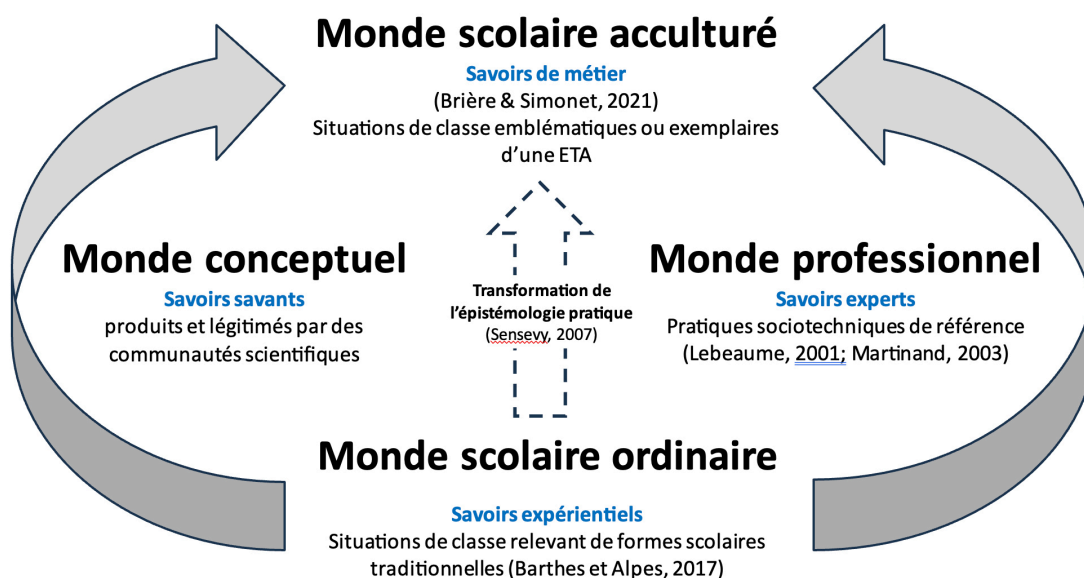 Monde scolaire acculturé
Savoirs de métier
(Brière & Simonet, 2021)
Situations de classe emblématiques ou exemplaires
d’une ETA
Monde conceptuel
Savoirs savants
produits et légitimés par des
communautés scientifiques
Transformation de
l’épistémologie pratique
(Sensevy, 2007)
Monde professionnel
Savoirs experts
Pratiques sociotechniques de référence
(Lebeaume, 2001; Martinand, 2003)
Monde scolaire ordinaire
Savoirs expérientiels
Situations de classe relevant de formes scolaires
traditionnelles (Barthes et Alpes, 2017)